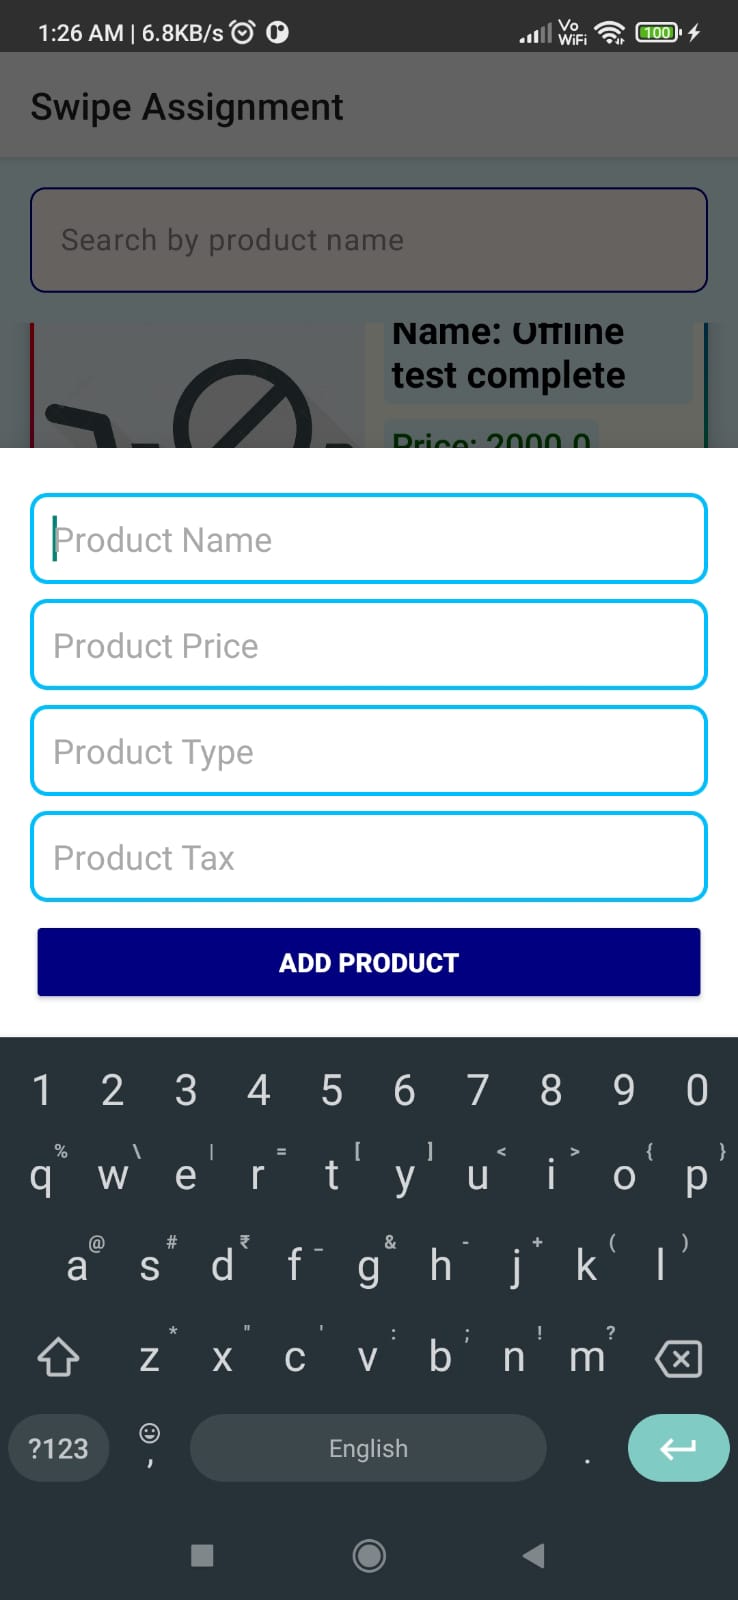 1:26 AM | 6.8KB/s
Vo
WiFi
100
Swipe Assignment
Search by product name
Name: Offline
test complete
Price: 2000.0
Product Name
Product Price
Product Type
Product Tax
ADD PRODUCT
1 2 3 4 5 6 7 8 9 0
% \ | = [ ] < > { }
q w e r t y u i o p
@ # ₹ _ & - + ( )
a s d f g h j k l
* " ' : ; ! ?
z x c v b n m
?123 , English .